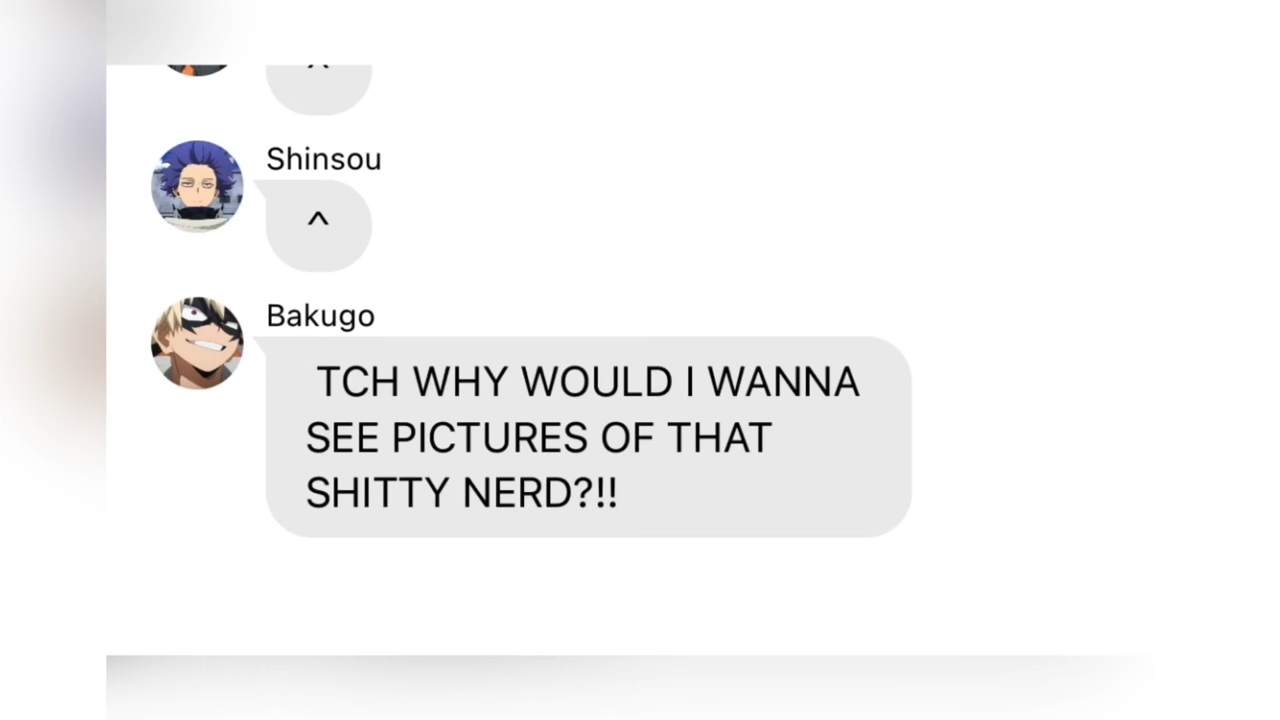 ^
Shinsou
^
Bakugo
TCH WHY WOULD I WANNA
SEE PICTURES OF THAT
SHITTY NERD?!!